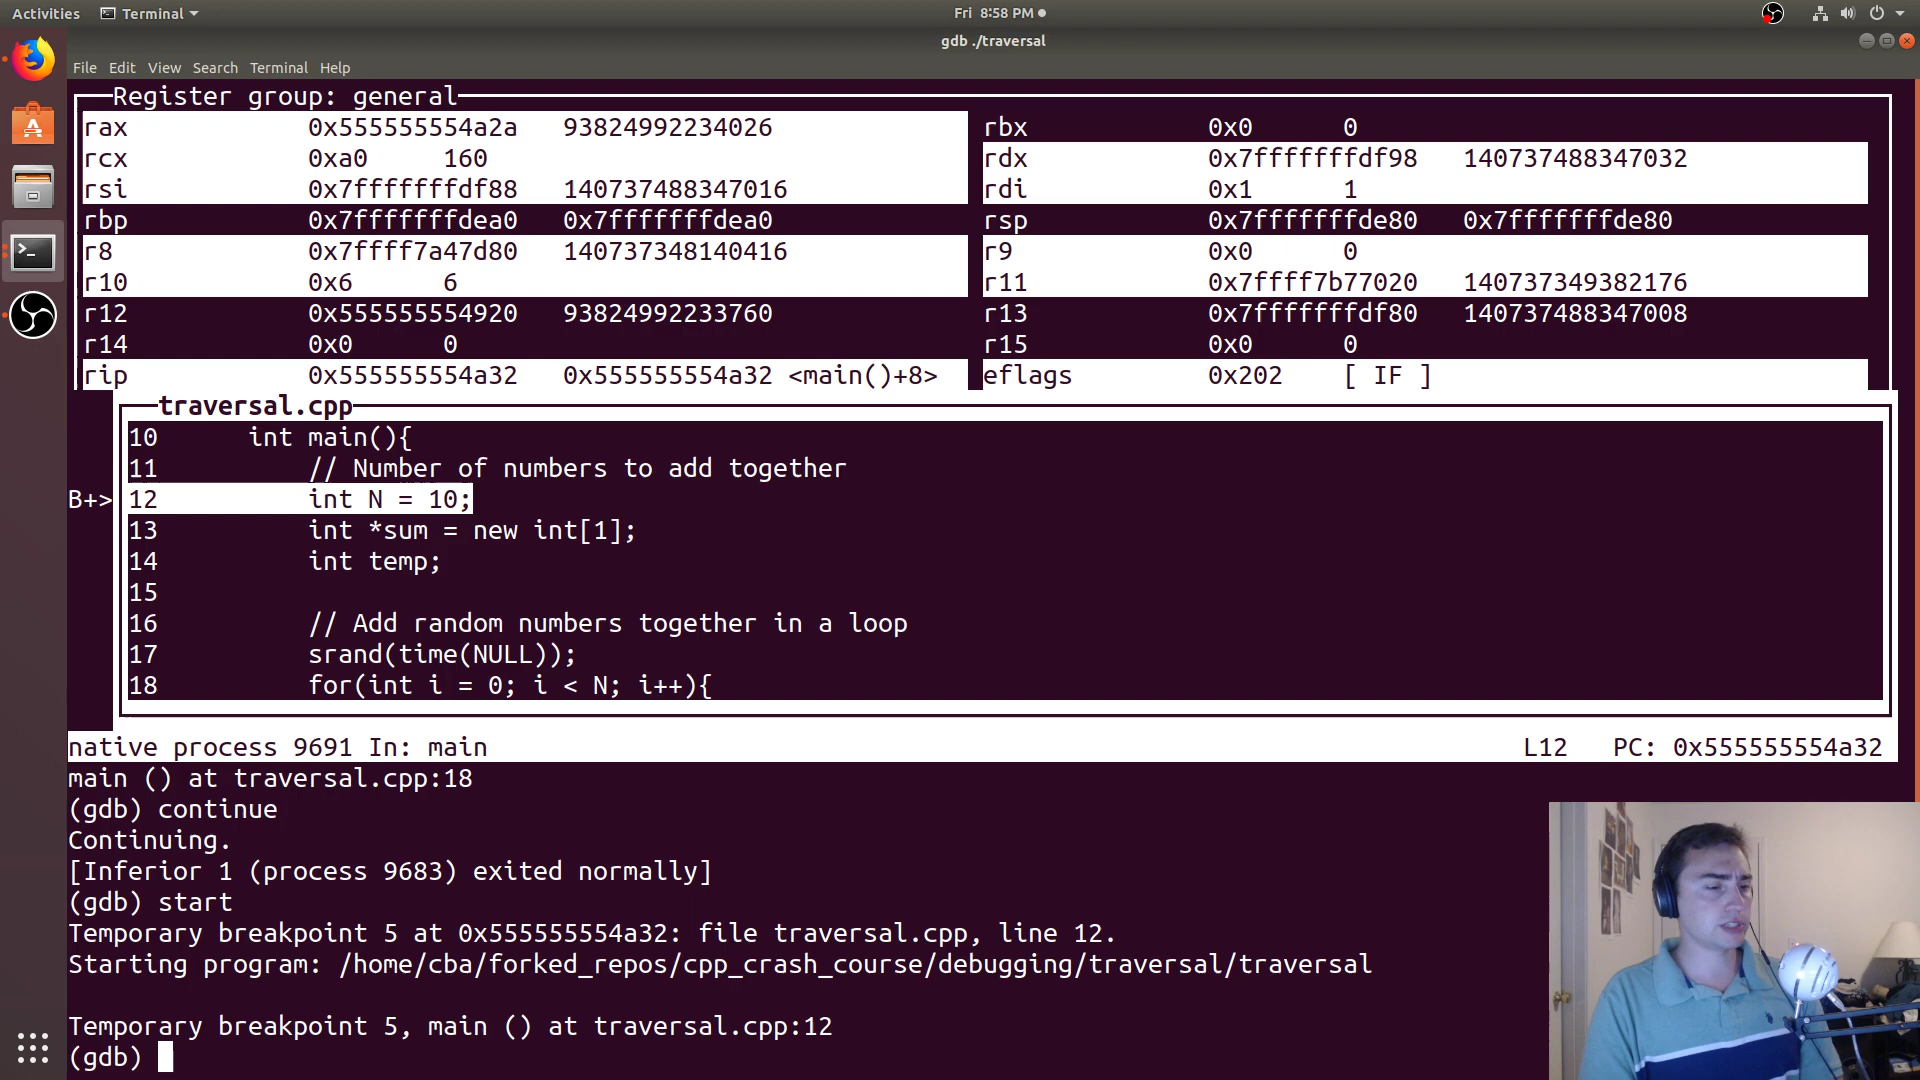 Activities Terminal Fri 8:58 PM
gdb ./traversal
File Edit View Search Terminal Help
Register group: general
rax 0x555555554a2a 93824992234026 rbx 0x0 0
rcx 0xa0 160 rdx 0x7fffffffdf98 140737488347032
rsi 0x7fffffffdf88 140737488347016 rdi 0x1 1
rbp 0x7fffffffdea0 0x7fffffffdea0 rsp 0x7fffffffde80 0x7fffffffde80
r8 0x7ffff7a47d80 140737348140416 r9 0x0 0
r10 0x6 6 r11 0x7ffff7b77020 140737349382176
r12 0x555555554920 93824992233760 r13 0x7fffffffdf80 140737488347008
r14 0x0 0 r15 0x0 0
rip 0x555555554a32 0x555555554a32 <main()+8> eflags 0x202 [ IF ]
traversal.cpp
10 int main(){
11 // Number of numbers to add together
B+> 12 int N = 10;
13 int *sum = new int[1];
14 int temp;
15
16 // Add random numbers together in a loop
17 srand(time(NULL));
18 for(int i = 0; i < N; i++){
native process 9691 In: main L12 PC: 0x555555554a32
main () at traversal.cpp:18
(gdb) continue
Continuing.
[Inferior 1 (process 9683) exited normally]
(gdb) start
Temporary breakpoint 5 at 0x555555554a32: file traversal.cpp, line 12.
Starting program: /home/cba/forked_repos/cpp_crash_course/debugging/traversal/traversal
Temporary breakpoint 5, main () at traversal.cpp:12
(gdb)